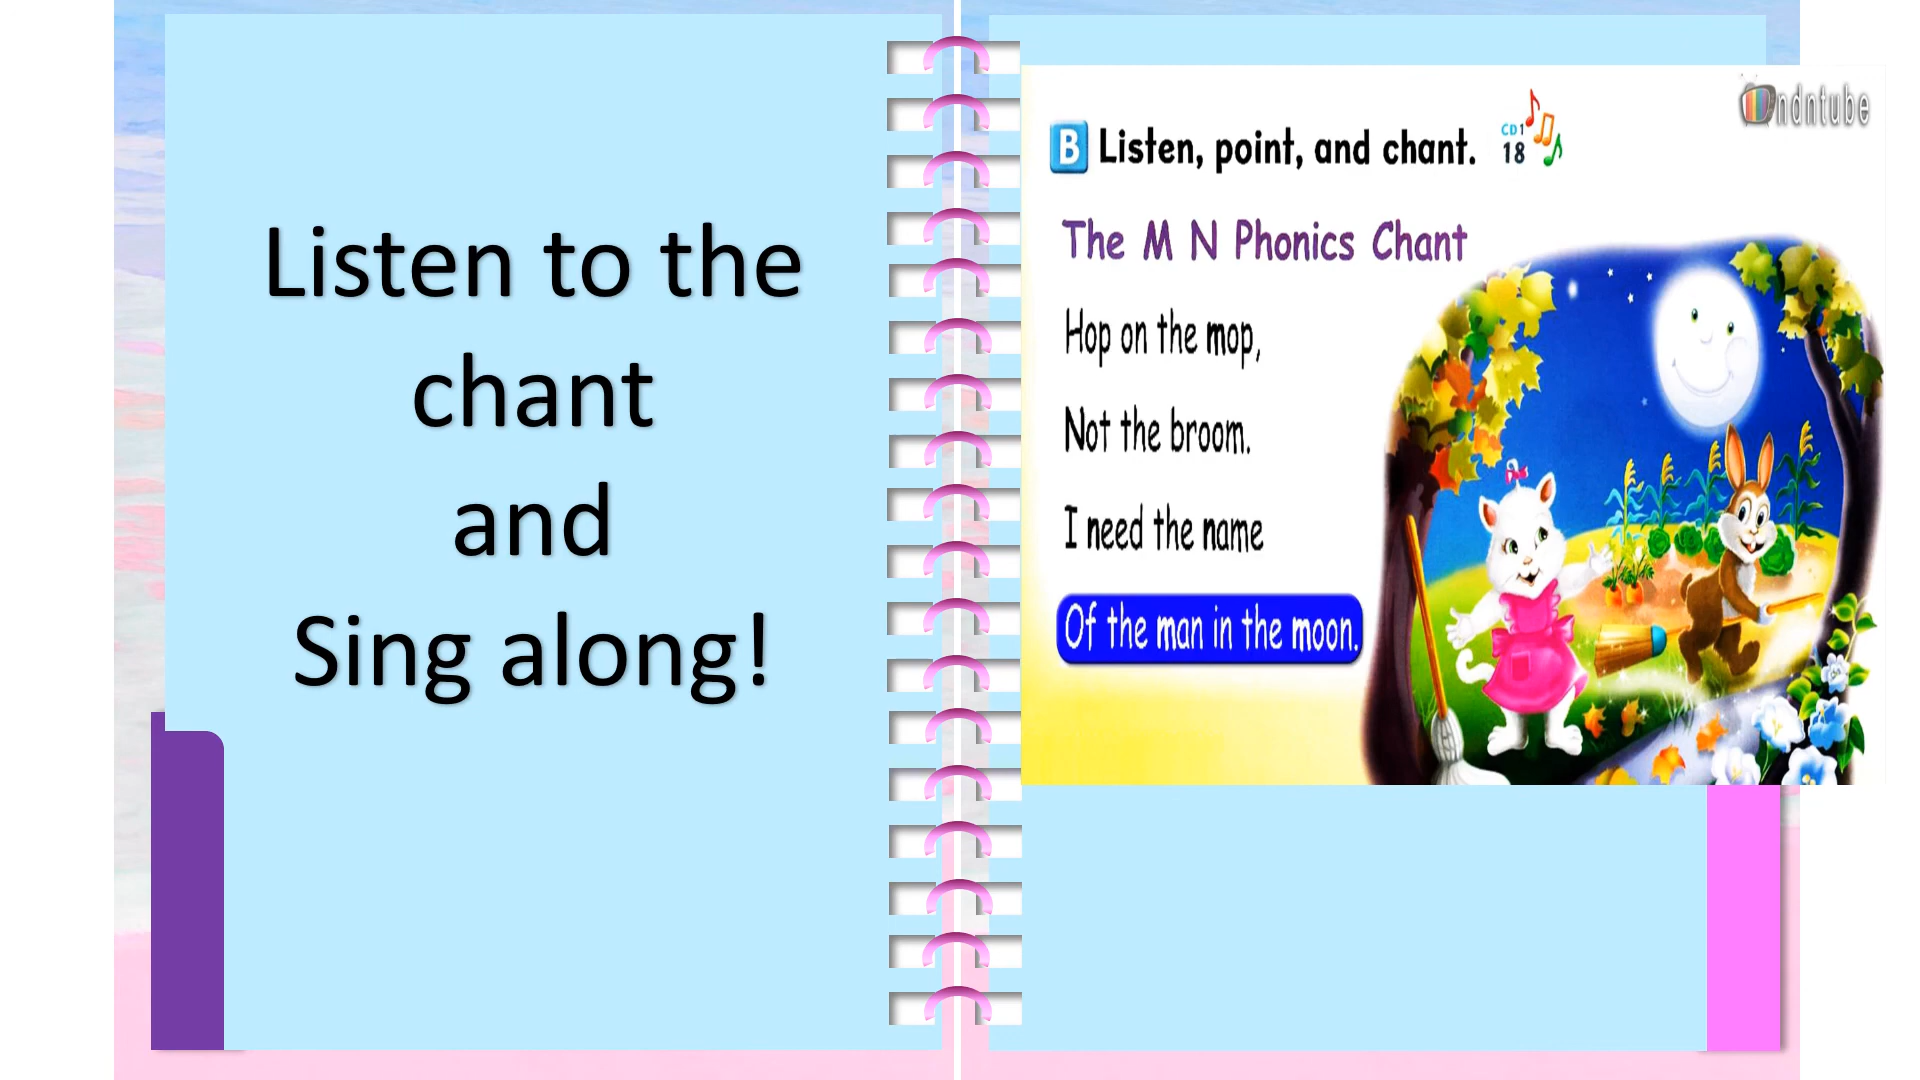 Listen to the
chant
and
Sing along!
ndntube
B Listen, point, and chant. CD1 18
The M N Phonics Chant
Hop on the mop,
Not the broom.
I need the name
Of the man in the moon.